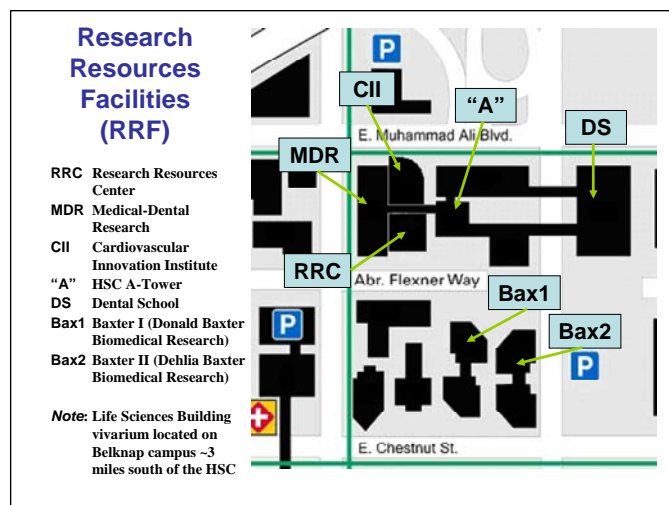 Research
Resources
Facilities
(RRF)
RRC Research Resources
Center
MDR Medical-Dental
Research
CII Cardiovascular
Innovation Institute
“A” HSC A-Tower
DS Dental School
Bax1 Baxter I (Donald Baxter
Biomedical Research)
Bax2 Baxter II (Dehlia Baxter
Biomedical Research)
Note: Life Sciences Building
vivarium located on
Belknap campus ~3
miles south of the HSC
P
CII
“A”
E. Muhammad Ali Blvd.
DS
MDR
RRC
Abr. Flexner Way
Bax1
P
Bax2
P
E. Chestnut St.